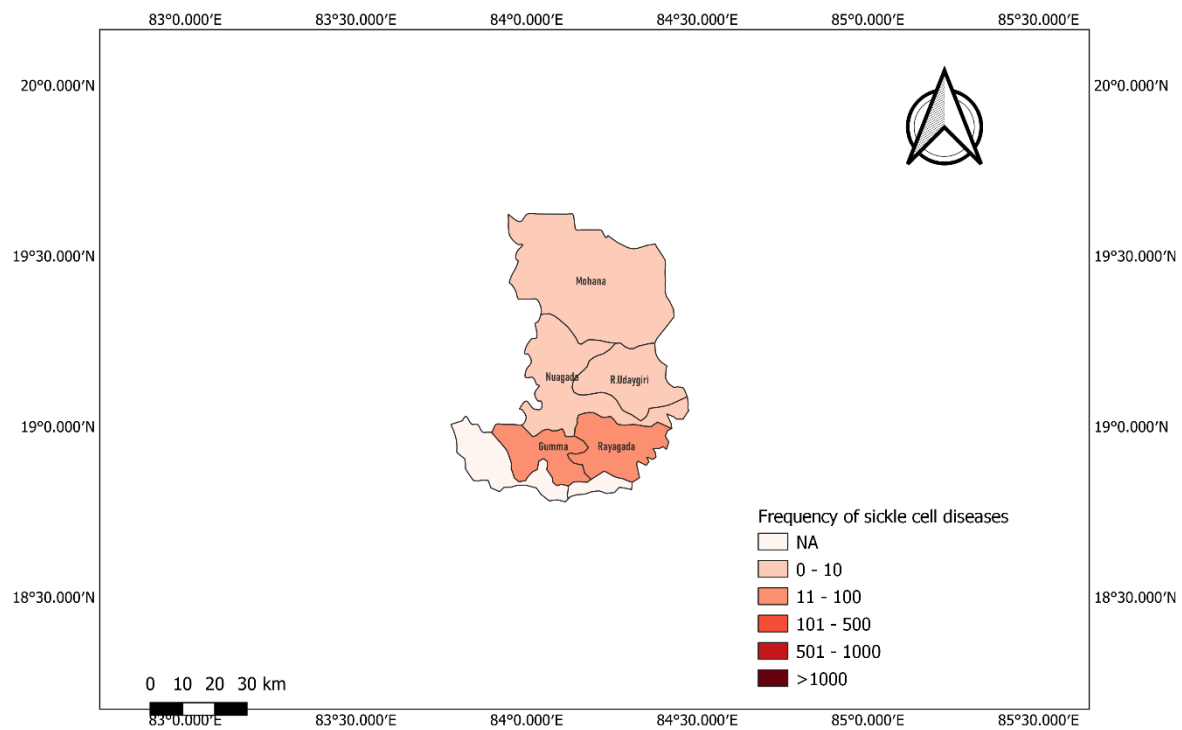 83°0.000′E 83°30.000′E 84°0.000′E 84°30.000′E 85°0.000′E 85°30.000′E
20°0.000′N 20°0.000′N
19°30.000′N 19°30.000′N
Mohana
Nuagada R.Udaygiri
19°0.000′N 19°0.000′N
Gumma Rayagada
Frequency of sickle cell diseases
NA
0 - 10
18°30.000′N 11 - 100 18°30.000′N
101 - 500
501 - 1000
>1000
0 10 20 30 km
83°0.000′E 83°30.000′E 84°0.000′E 84°30.000′E 85°0.000′E 85°30.000′E